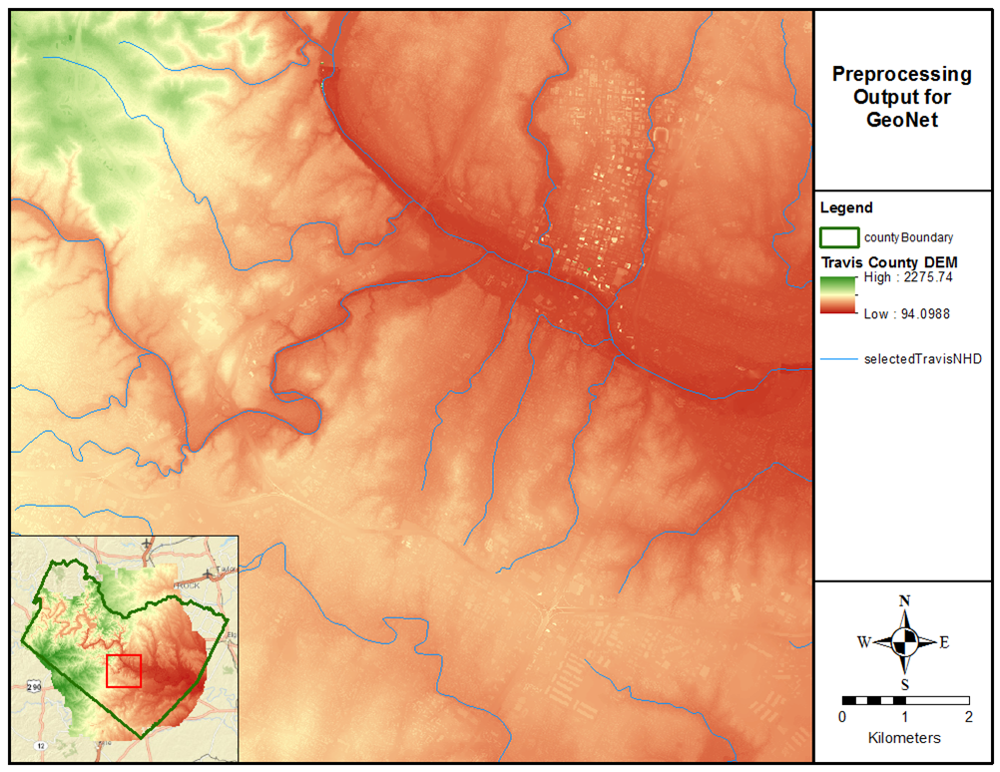 Preprocessing
Output for
GeoNet
Legend
countyBoundary
Travis County DEM
High : 2275.74
Low : 94.0988
selectedTravisNHD
290
12
N
W
E
S
0
1
2
Kilometers